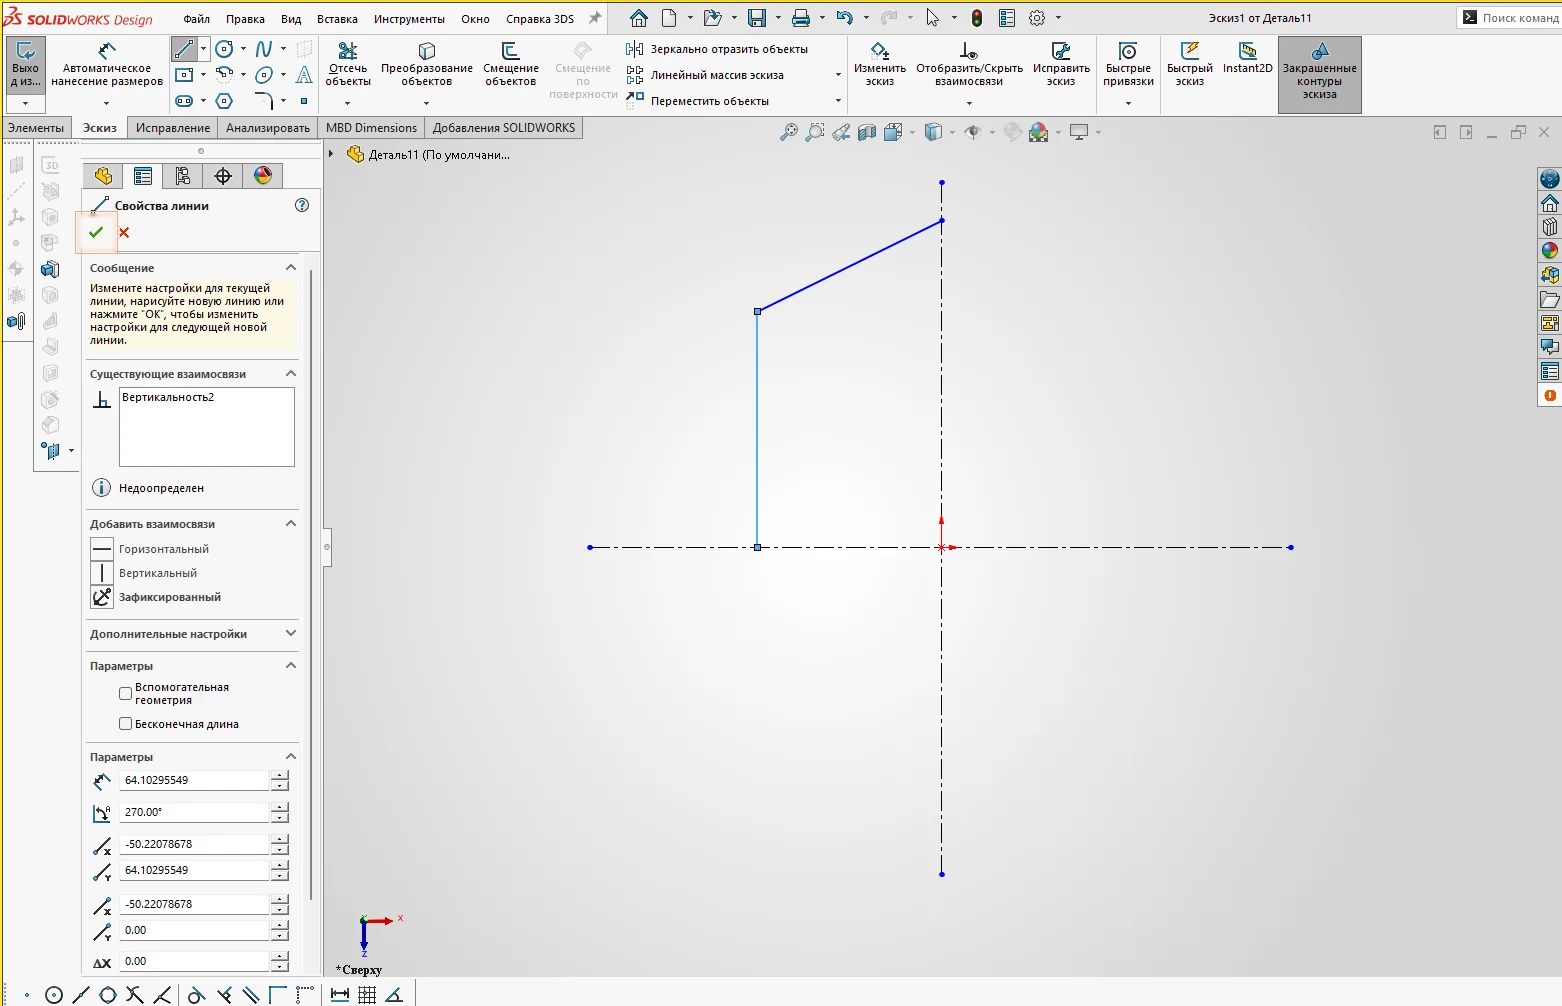 SOLIDWORKS Design
Файл
Правка
Вид
Вставка
Инструменты
Окно
Справка 3DS
Эскиз1 от Деталь11
Поиск команд
Выхо
д из...
Автоматическое
нанесение размеров
Отсечь
объекты
Преобразование
объектов
Смещение
объектов
Смещение
по
поверхности
Зеркально отразить объекты
Линейный массив эскиза
Переместить объекты
Изменить
эскиз
Отобразить/Скрыть
взаимосвязи
Исправить
эскиз
Быстрые
привязки
Быстрый
эскиз
Instant2D
Закрашенные
контуры
эскиза
Элементы
Эскиз
Исправление
Анализировать
MBD Dimensions
Добавления SOLIDWORKS
Деталь11 (По умолчани...
Свойства линии
Сообщение
Измените настройки для текущей
линии, нарисуйте новую линию или
нажмите "OK", чтобы изменить
настройки для следующей новой
линии.
Существующие взаимосвязи
Вертикальность2
Недоопределен
Добавить взаимосвязи
Горизонтальный
Вертикальный
Зафиксированный
Дополнительные настройки
Параметры
Вспомогательная
геометрия
Бесконечная длина
Параметры
64.10295549
270.00°
-50.22078678
64.10295549
-50.22078678
0.00
ΔX
0.00
X
Z
*Сверху